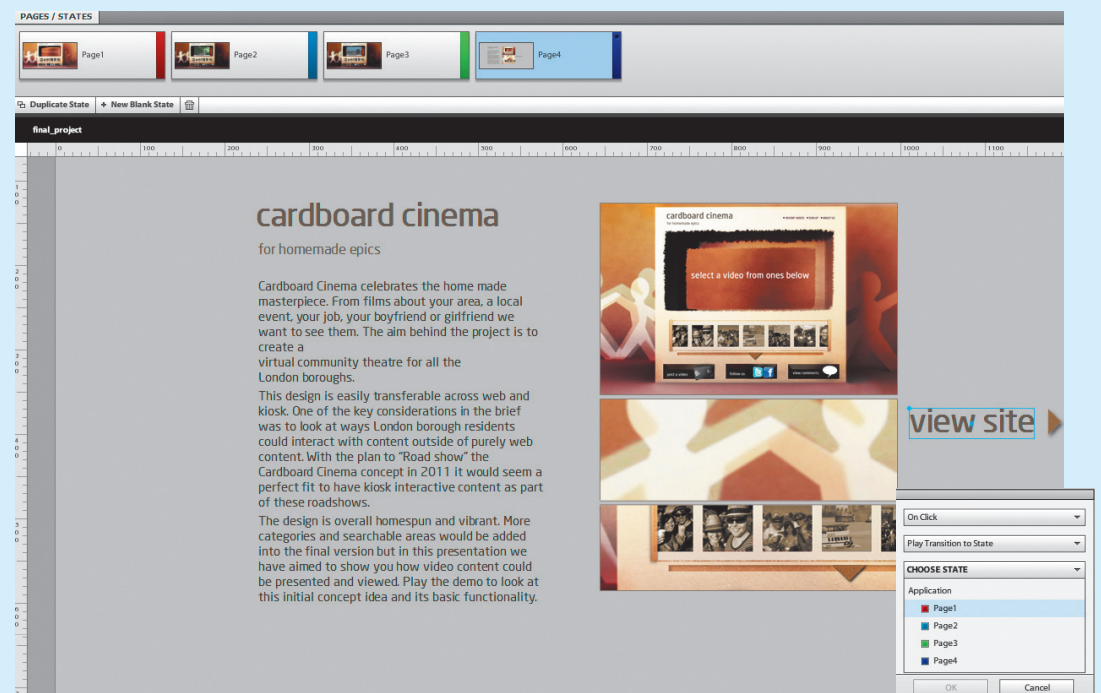 PAGES / STATES
Page1
Page2
Page3
Page4
Duplicate State
+ New Blank State
final_project
0 100 200 300 400 500 600 700 800 900 1000 1100
cardboard cinema
for homemade epics
Cardboard Cinema celebrates the home made
masterpiece. From films about your area, a local
event, your job, your boyfriend or girlfriend we
want to see them. The aim behind the project is to
create a
virtual community theatre for all the
London boroughs.
This design is easily transferable across web and
kiosk. One of the key considerations in the brief
was to look at ways London borough residents
could interact with content outside of purely web
content. With the plan to “Road show” the
Cardboard Cinema concept in 2011 it would seem a
perfect fit to have kiosk interactive content as part
of these roadshows.
The design is overall homespun and vibrant. More
categories and searchable areas would be added
into the final version but in this presentation we
have aimed to show you how video content could
be presented and viewed. Play the demo to look at
this initial concept idea and its basic functionality.
cardboard cinema
for homemade epics
select a video from ones below
post a video
follow us
view comments
view site
On Click
Play Transition to State
CHOOSE STATE
Application
Page1
Page2
Page3
Page4
OK
Cancel